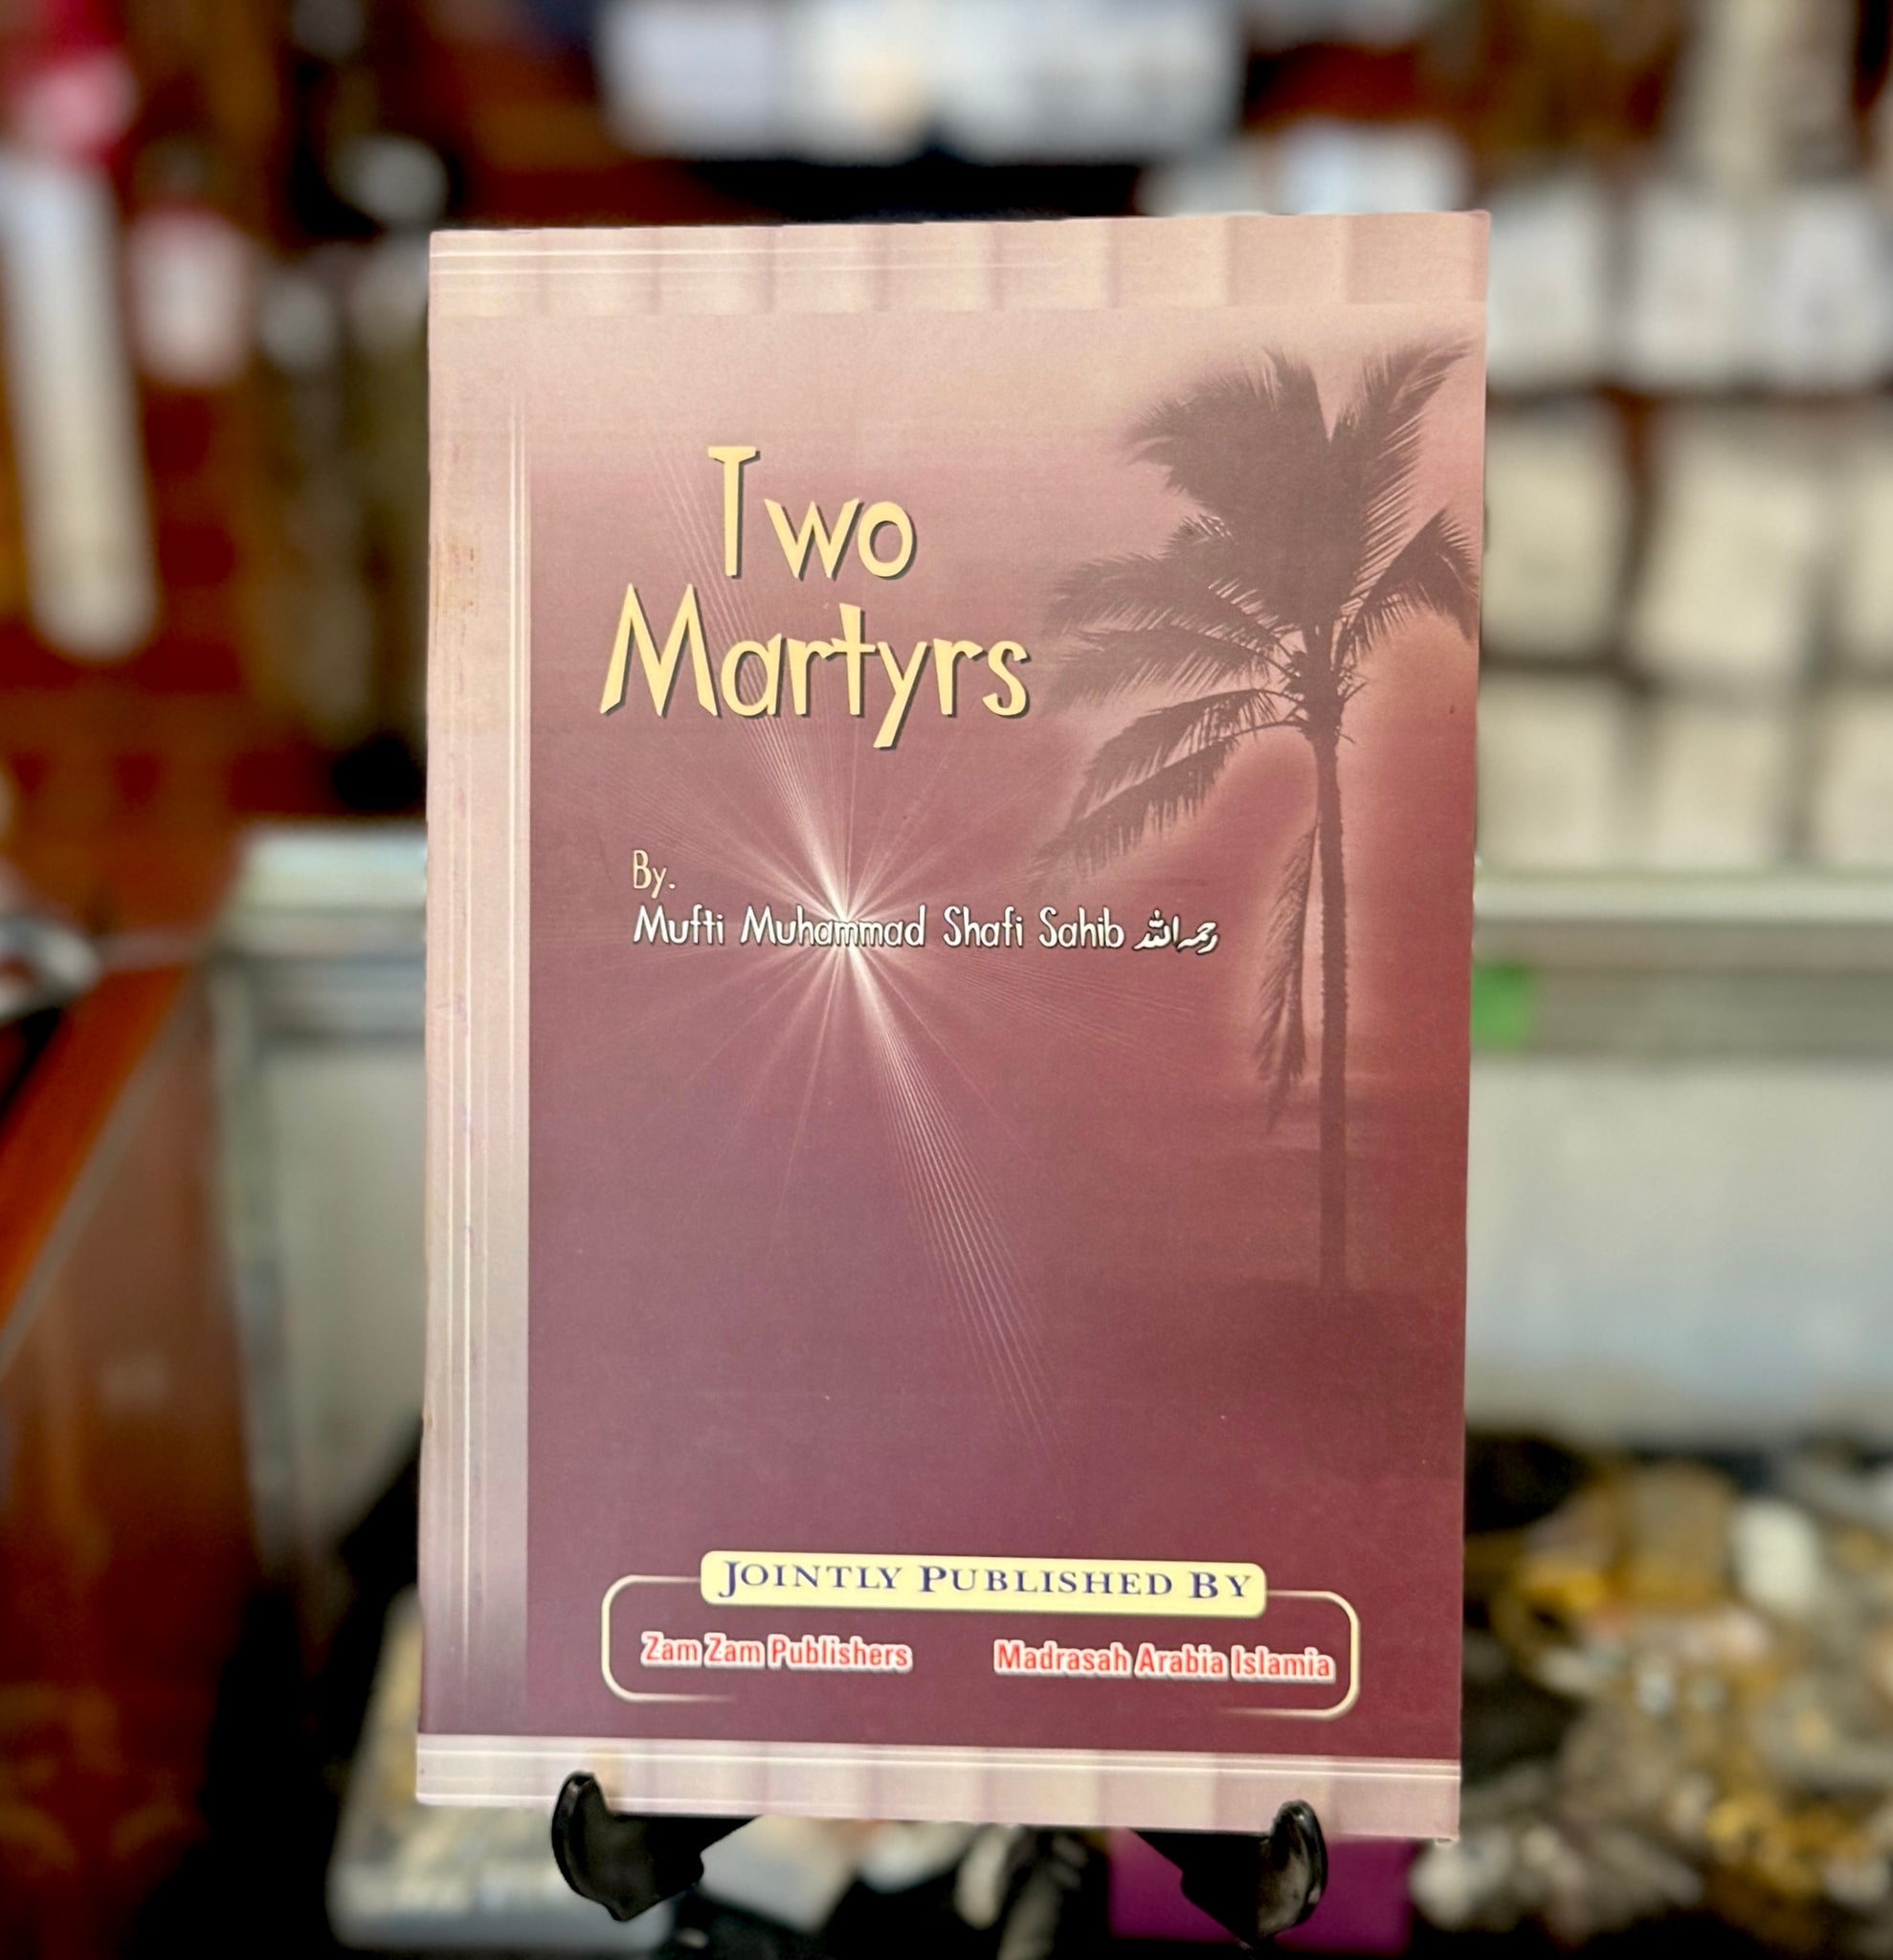 Two
Martyrs
By.
Mufti Muhammad Shafi Sahib رحمہ اللہ
JOINTLY PUBLISHED BY
Zam Zam Publishers
Madrasah Arabia Islamia